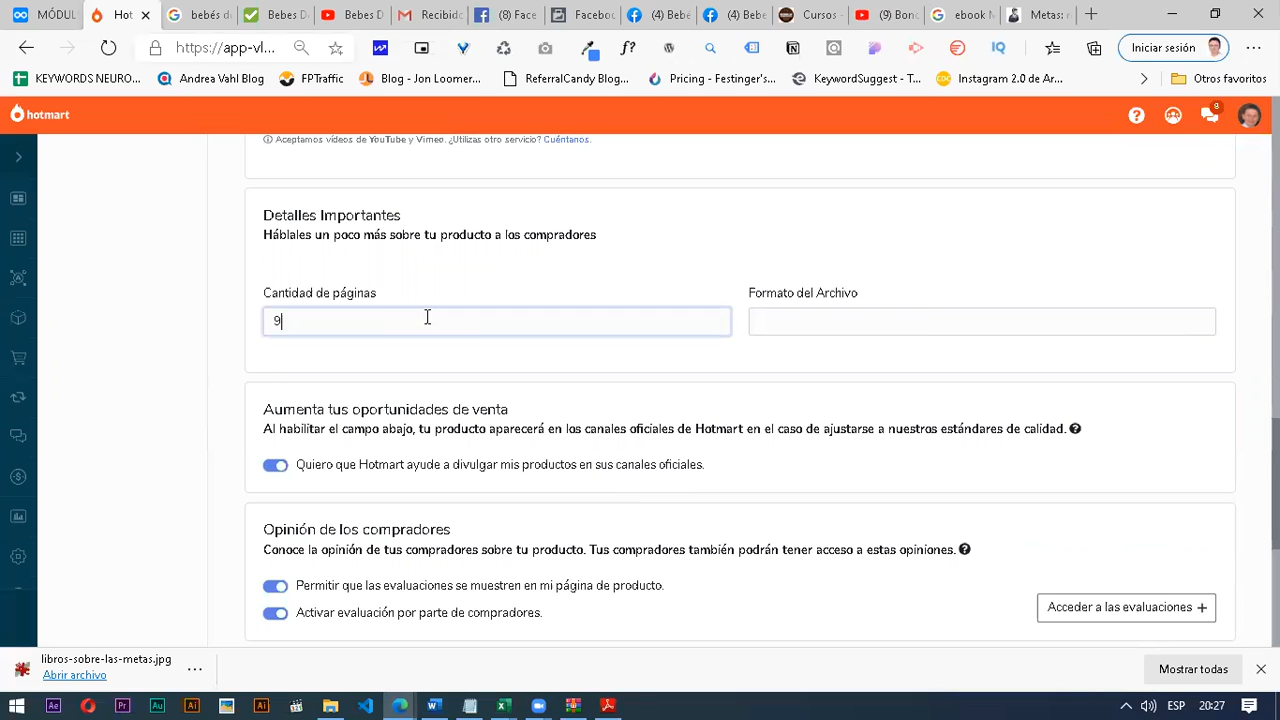 MÓDUL
Hot
bebés d
Bebes D
Bebes D
Recibido
(8) Face
Facebo
(4) Bebé
(4) Bebé
Cursos -
(9) Bono
ebook M
Metas: n
https://app-vl...
Iniciar sesión
KEYWORDS NEURO...
Andrea Vahl Blog
FPTraffic
Blog - Jon Loomer...
ReferralCandy Blog...
Pricing - Festinger's...
KeywordSuggest - T...
Instagram 2.0 de Ar...
Otros favoritos
hotmart
8
Aceptamos vídeos de YouTube y Vimeo. ¿Utilizas otro servicio? Cuéntanos.
Detalles Importantes
Háblales un poco más sobre tu producto a los compradores
Cantidad de páginas
Formato del Archivo
9
Aumenta tus oportunidades de venta
Al habilitar el campo abajo, tu producto aparecerá en los canales oficiales de Hotmart en el caso de ajustarse a nuestros estándares de calidad.
Quiero que Hotmart ayude a divulgar mis productos en sus canales oficiales.
Opinión de los compradores
Conoce la opinión de tus compradores sobre tu producto. Tus compradores también podrán tener acceso a estas opiniones.
Permitir que las evaluaciones se muestren en mi página de producto.
Activar evaluación por parte de compradores.
Acceder a las evaluaciones +
libros-sobre-las-metas.jpg
Abrir archivo
Mostrar todas
ESP
20:27